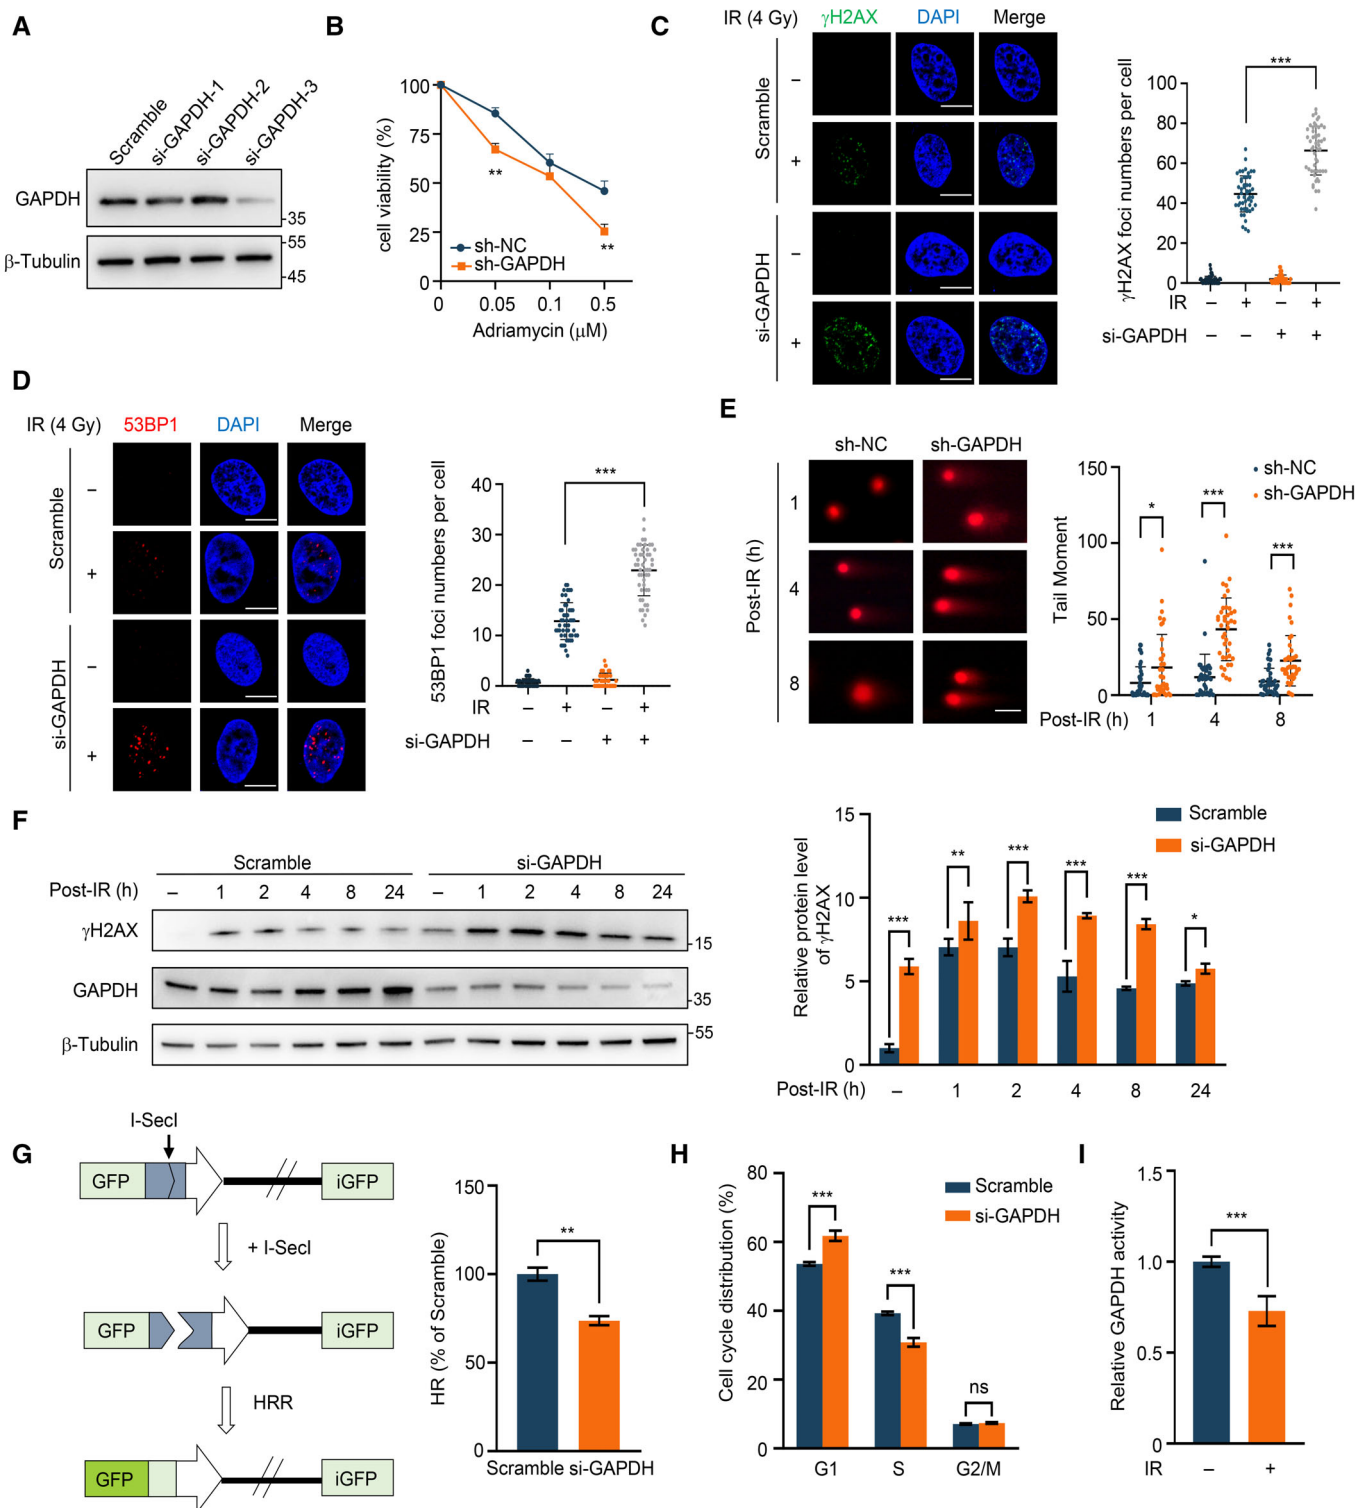 A
Scramble
si-GAPDH-1
si-GAPDH-2
si-GAPDH-3
GAPDH
35
β-Tubulin
55
45
B
cell viability (%)
100
75
50
25
0
**
**
sh-NC
sh-GAPDH
0 0.05 0.1 0.5
Adriamycin (μM)
C
IR (4 Gy) γH2AX DAPI Merge
Scramble
–
+
si-GAPDH
–
+
γH2AX foci numbers per cell
***
100
80
60
40
20
0
IR – + – +
si-GAPDH – – + +
D
IR (4 Gy) 53BP1 DAPI Merge
Scramble
–
+
si-GAPDH
–
+
53BP1 foci numbers per cell
***
40
30
20
10
0
IR – + – +
si-GAPDH – – + +
E
sh-NC sh-GAPDH
Post-IR (h)
1
4
8
Tail Moment
150
100
50
0
sh-NC
sh-GAPDH
* *** ***
Post-IR (h) 1 4 8
F
Scramble si-GAPDH
Post-IR (h) – 1 2 4 8 24 – 1 2 4 8 24
γH2AX
15
GAPDH
35
β-Tubulin
55
Relative protein level
of γH2AX
15
10
5
0
Scramble
si-GAPDH
*** ** *** *** *** *
Post-IR (h) – 1 2 4 8 24
G
I-SecI
GFP iGFP
+ I-SecI
GFP iGFP
HRR
GFP iGFP
HR (% of Scramble)
150
100
50
0
**
Scramble si-GAPDH
H
Cell cycle distribution (%)
80
60
40
20
0
Scramble
si-GAPDH
*** *** ns
G1 S G2/M
I
Relative GAPDH activity
1.5
1.0
0.5
0
***
IR – +